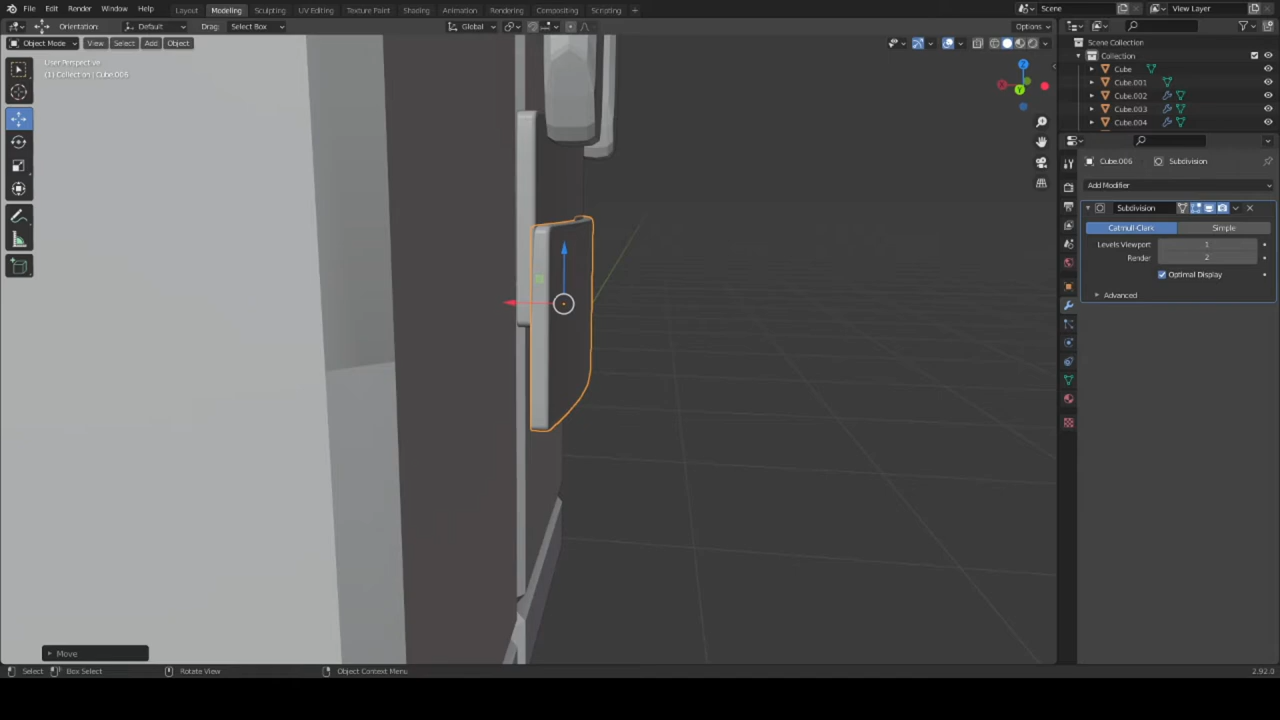 File Edit Render Window Help Layout Modeling Sculpting UV Editing Texture Paint Shading Animation Rendering Compositing Scripting + Scene View Layer
Orientation Default Drag: Select Box Global Options
Object Mode View Select Add Object
User Perspective
(1) Collection | Cube.006
Z
X
Y
Scene Collection
Collection
Cube
Cube.001
Cube.002
Cube.003
Cube.004
Cube.006 Subdivision
Add Modifier
Subdivision
Catmull Clark Simple
Levels Viewport 1
Render 2
Optimal Display
Advanced
Move
Select Box Select Rotate View Object Context Menu 2.92.0